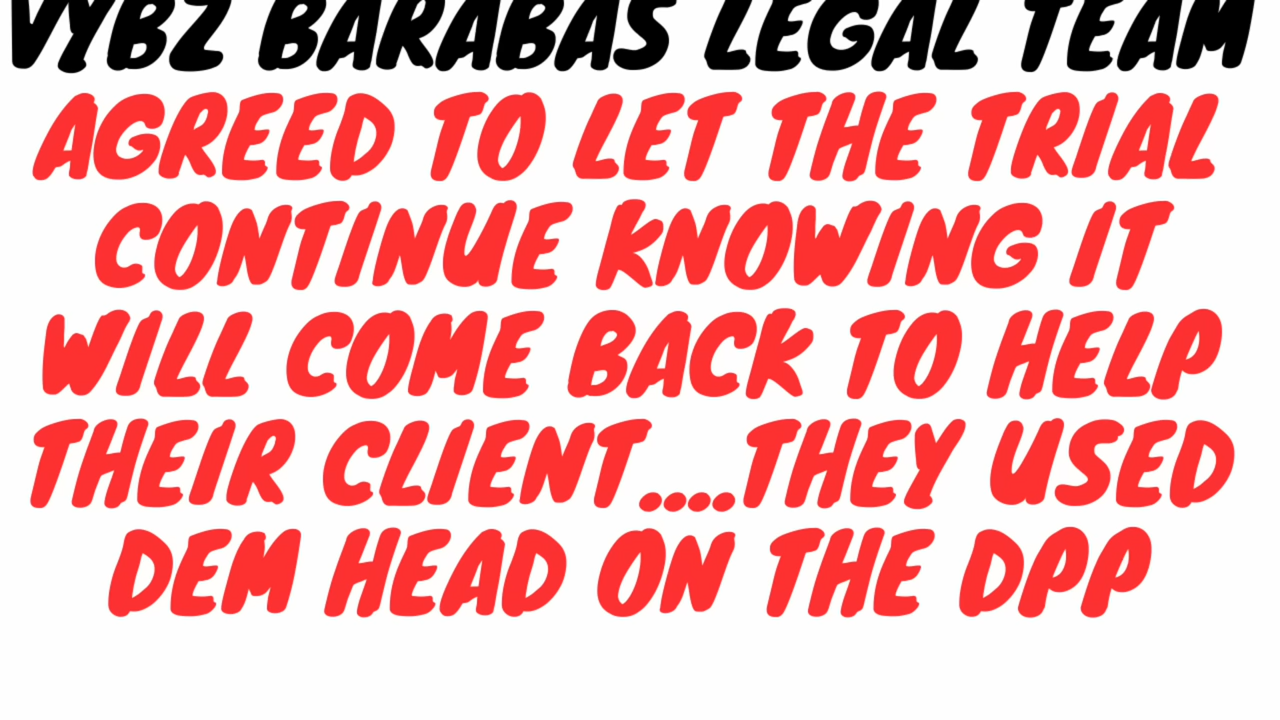 VYBZ BARABAS LEGAL TEAM
AGREED TO LET THE TRIAL
CONTINUE KNOWING IT
WILL COME BACK TO HELP
THEIR CLIENT....THEY USED
DEM HEAD ON THE DPP